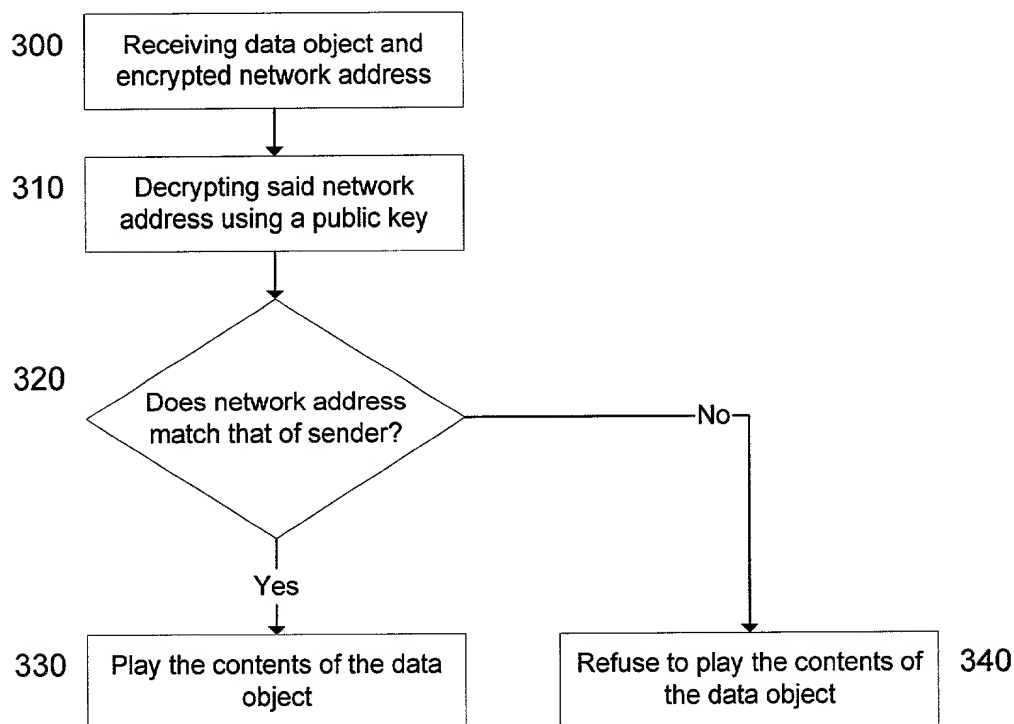 300
Receiving data object and
encrypted network address
310
Decrypting said network
address using a public key
320
Does network address
match that of sender?
No
Yes
330
Play the contents of the data
object
Refuse to play the contents of
the data object
340